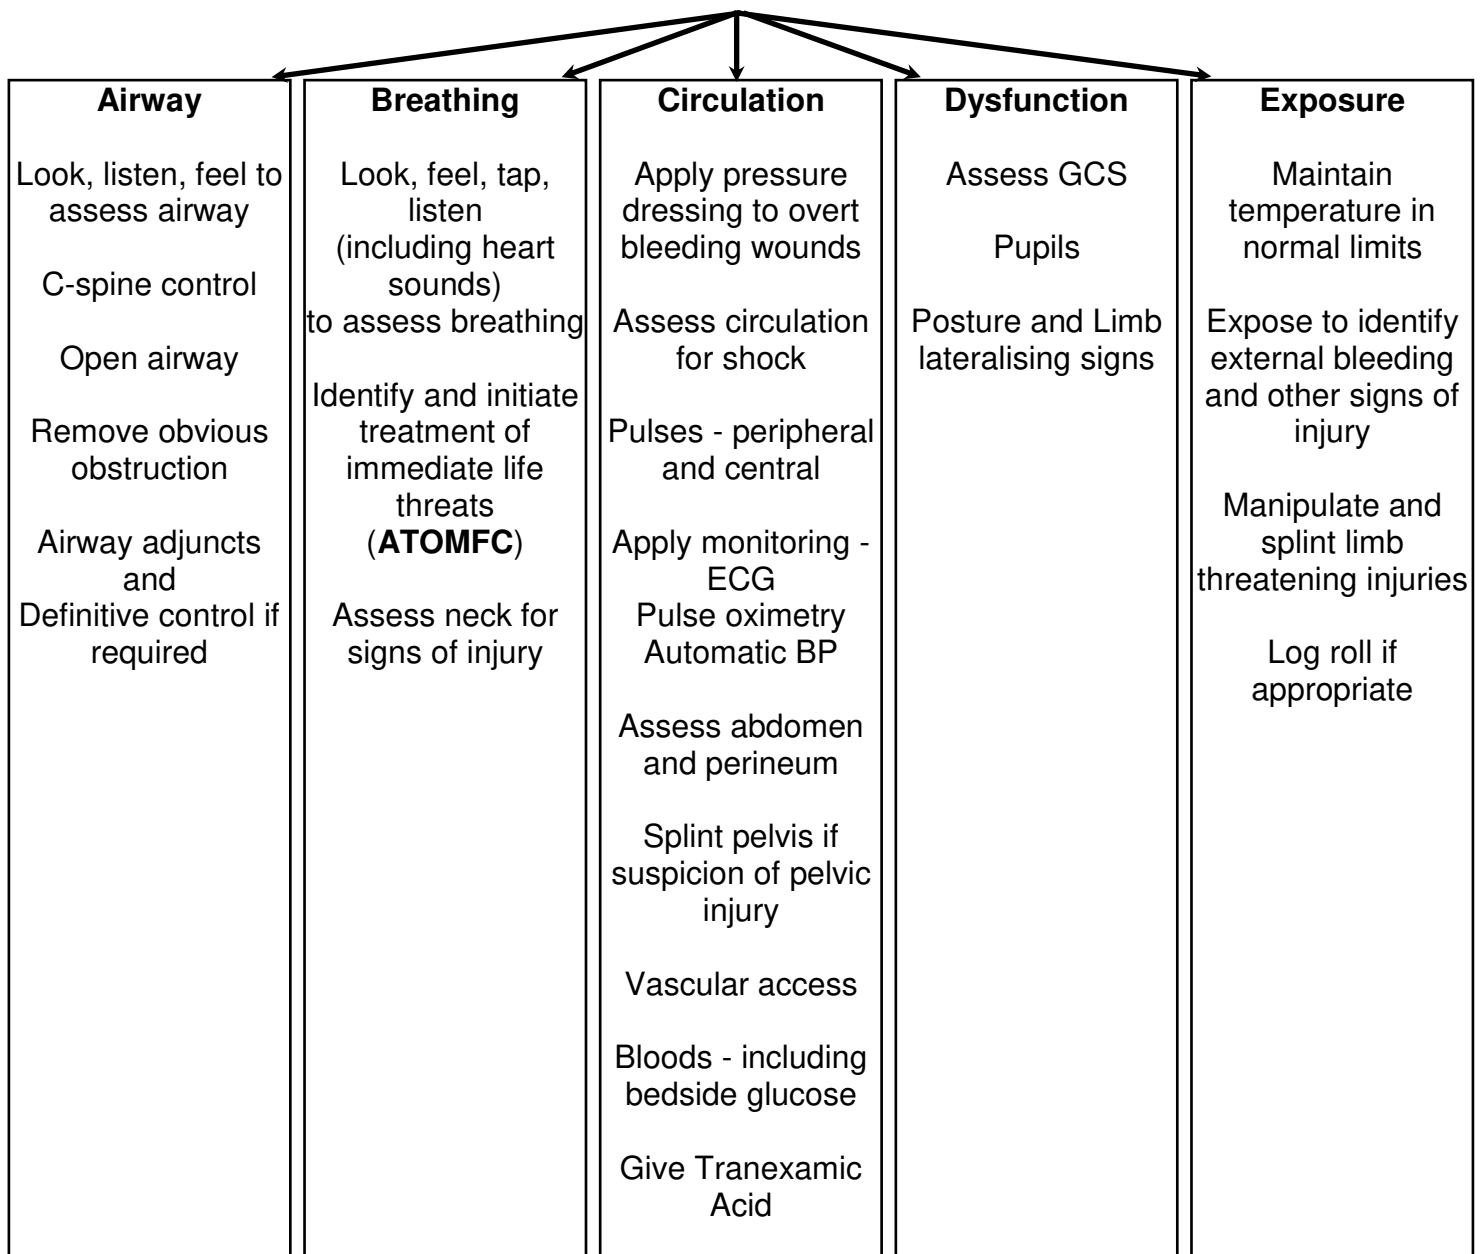 Airway
Look, listen, feel to
assess airway
C-spine control
Open airway
Remove obvious
obstruction
Airway adjuncts
and
Definitive control if
required
Breathing
Look, feel, tap,
listen
(including heart
sounds)
to assess breathing
Identify and initiate
treatment of
immediate life
threats
(ATOMFC)
Assess neck for
signs of injury
Circulation
Apply pressure
dressing to overt
bleeding wounds
Assess circulation
for shock
Pulses - peripheral
and central
Apply monitoring -
ECG
Pulse oximetry
Automatic BP
Assess abdomen
and perineum
Splint pelvis if
suspicion of pelvic
injury
Vascular access
Bloods - including
bedside glucose
Give Tranexamic
Acid
Dysfunction
Assess GCS
Pupils
Posture and Limb
lateralising signs
Exposure
Maintain
temperature in
normal limits
Expose to identify
external bleeding
and other signs of
injury
Manipulate and
splint limb
threatening injuries
Log roll if
appropriate